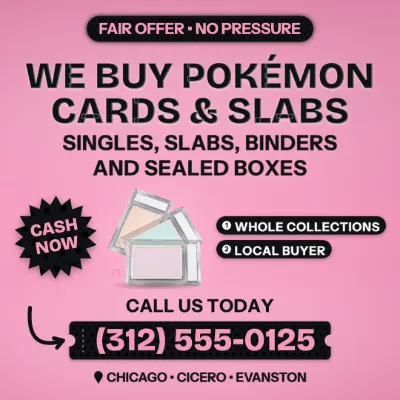 FAIR OFFER • NO PRESSURE
WE BUY POKÉMON
CARDS & SLABS
SINGLES, SLABS, BINDERS
AND SEALED BOXES
CASH
NOW
1 WHOLE COLLECTIONS
2 LOCAL BUYER
CALL US TODAY
(312) 555-0125
CHICAGO • CICERO • EVANSTON